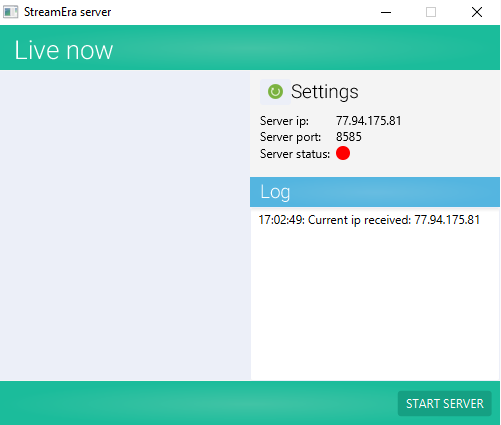 StreamEra server
Live now
Settings
Server ip: 77.94.175.81
Server port: 8585
Server status:
Log
17:02:49: Current ip received: 77.94.175.81
START SERVER